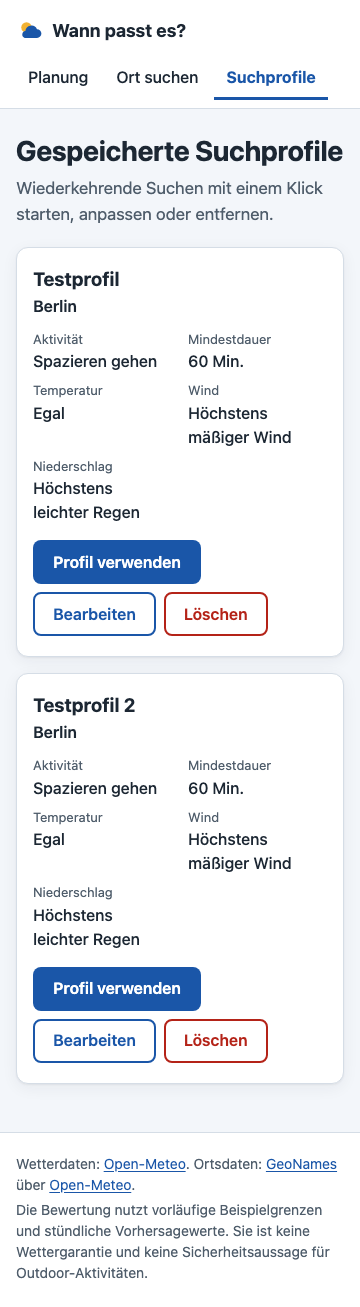 Wann passt es?
Planung Ort suchen Suchprofile
Gespeicherte Suchprofile
Wiederkehrende Suchen mit einem Klick
starten, anpassen oder entfernen.
Testprofil
Berlin
Aktivität Mindestdauer
Spazieren gehen 60 Min.
Temperatur Wind
Egal Höchstens
mäßiger Wind
Niederschlag
Höchstens
leichter Regen
Profil verwenden
Bearbeiten Löschen
Testprofil 2
Berlin
Aktivität Mindestdauer
Spazieren gehen 60 Min.
Temperatur Wind
Egal Höchstens
mäßiger Wind
Niederschlag
Höchstens
leichter Regen
Profil verwenden
Bearbeiten Löschen
Wetterdaten: Open-Meteo. Ortsdaten: GeoNames
über Open-Meteo.
Die Bewertung nutzt vorläufige Beispielgrenzen
und stündliche Vorhersagewerte. Sie ist keine
Wettergarantie und keine Sicherheitsaussage für
Outdoor-Aktivitäten.